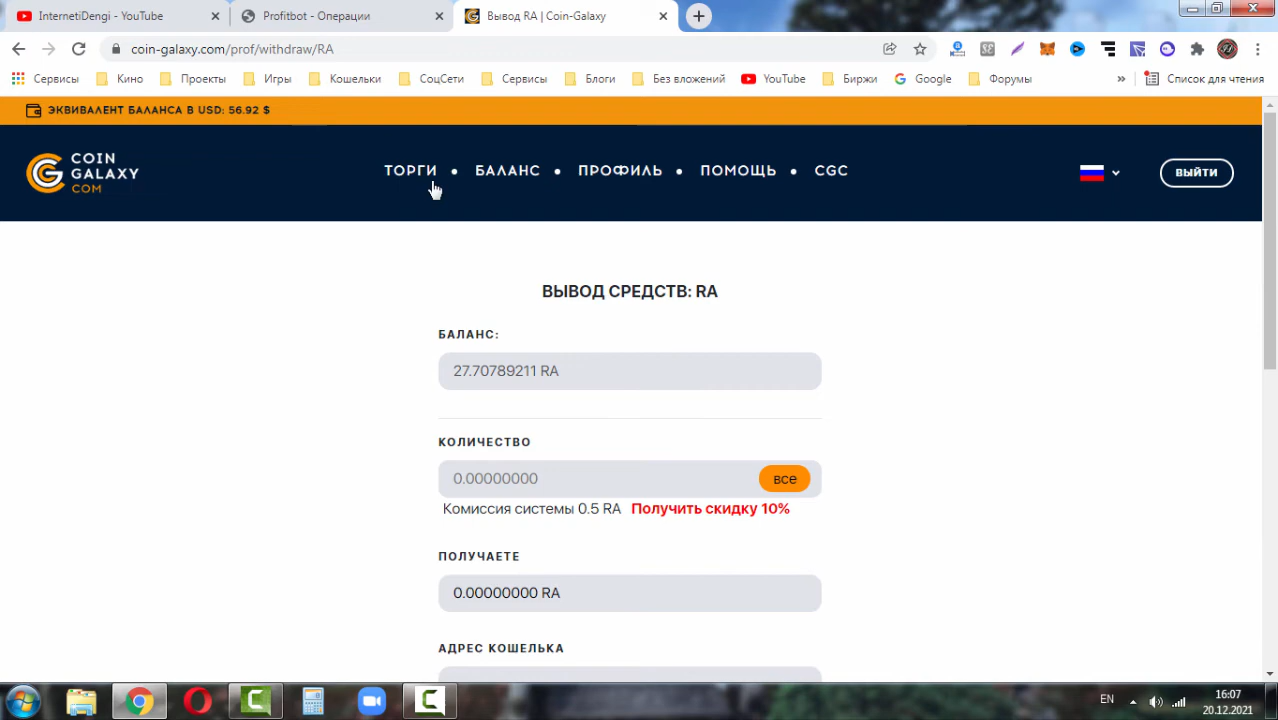 InternetiDengi - YouTube
Profitbot - Операции
Вывод RA | Coin-Galaxy
coin-galaxy.com/prof/withdraw/RA
Сервисы
Кино
Проекты
Игры
Кошельки
СоцСети
Сервисы
Блоги
Без вложений
YouTube
Биржи
Google
Форумы
»
Список для чтения
ЭКВИВАЛЕНТ БАЛАНСА В USD: 56.92 $
COIN
GALAXY
COM
ТОРГИ
БАЛАНС
ПРОФИЛЬ
ПОМОЩЬ
CGC
ВЫЙТИ
ВЫВОД СРЕДСТВ: RA
БАЛАНС:
27.70789211 RA
КОЛИЧЕСТВО
0.00000000
все
Комиссия системы 0.5 RA Получить скидку 10%
ПОЛУЧАЕТЕ
0.00000000 RA
АДРЕС КОШЕЛЬКА
EN
16:07
20.12.2021